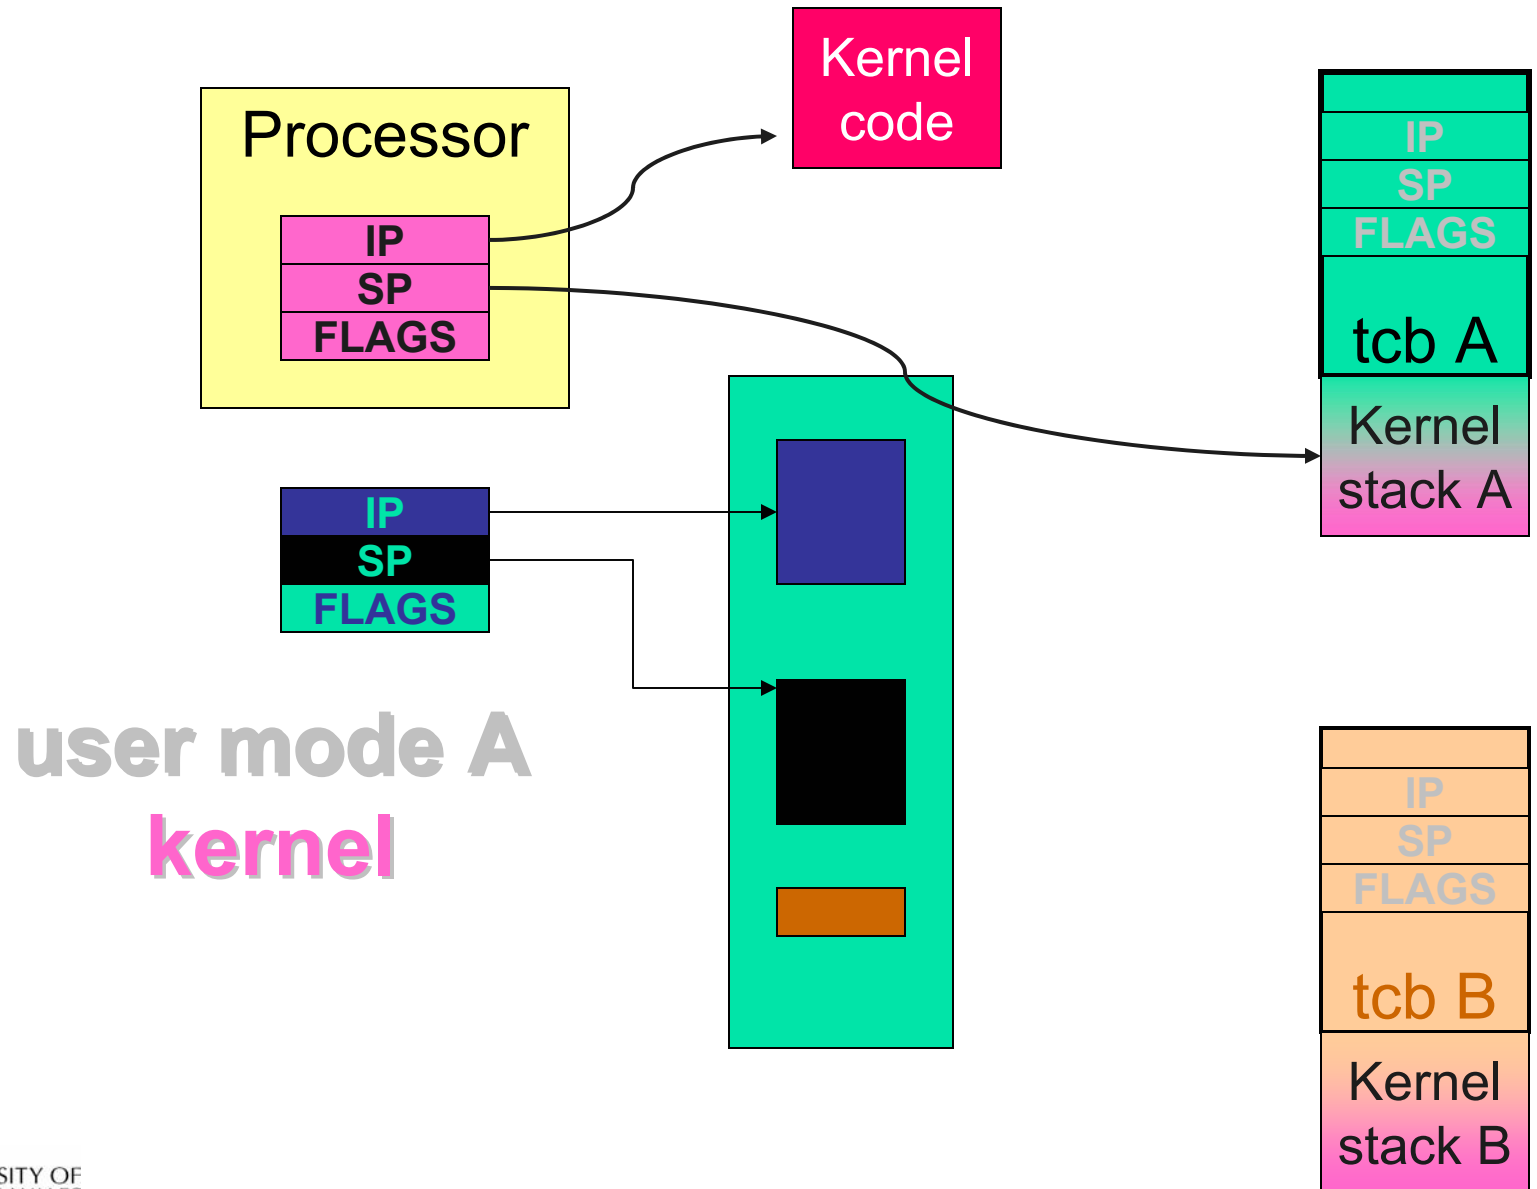 Kernel
code
Processor
IP
SP
FLAGS
IP
SP
FLAGS
tcb A
Kernel
stack A
IP
SP
FLAGS
user mode A
kernel
IP
SP
FLAGS
tcb B
Kernel
stack B
SITY OF